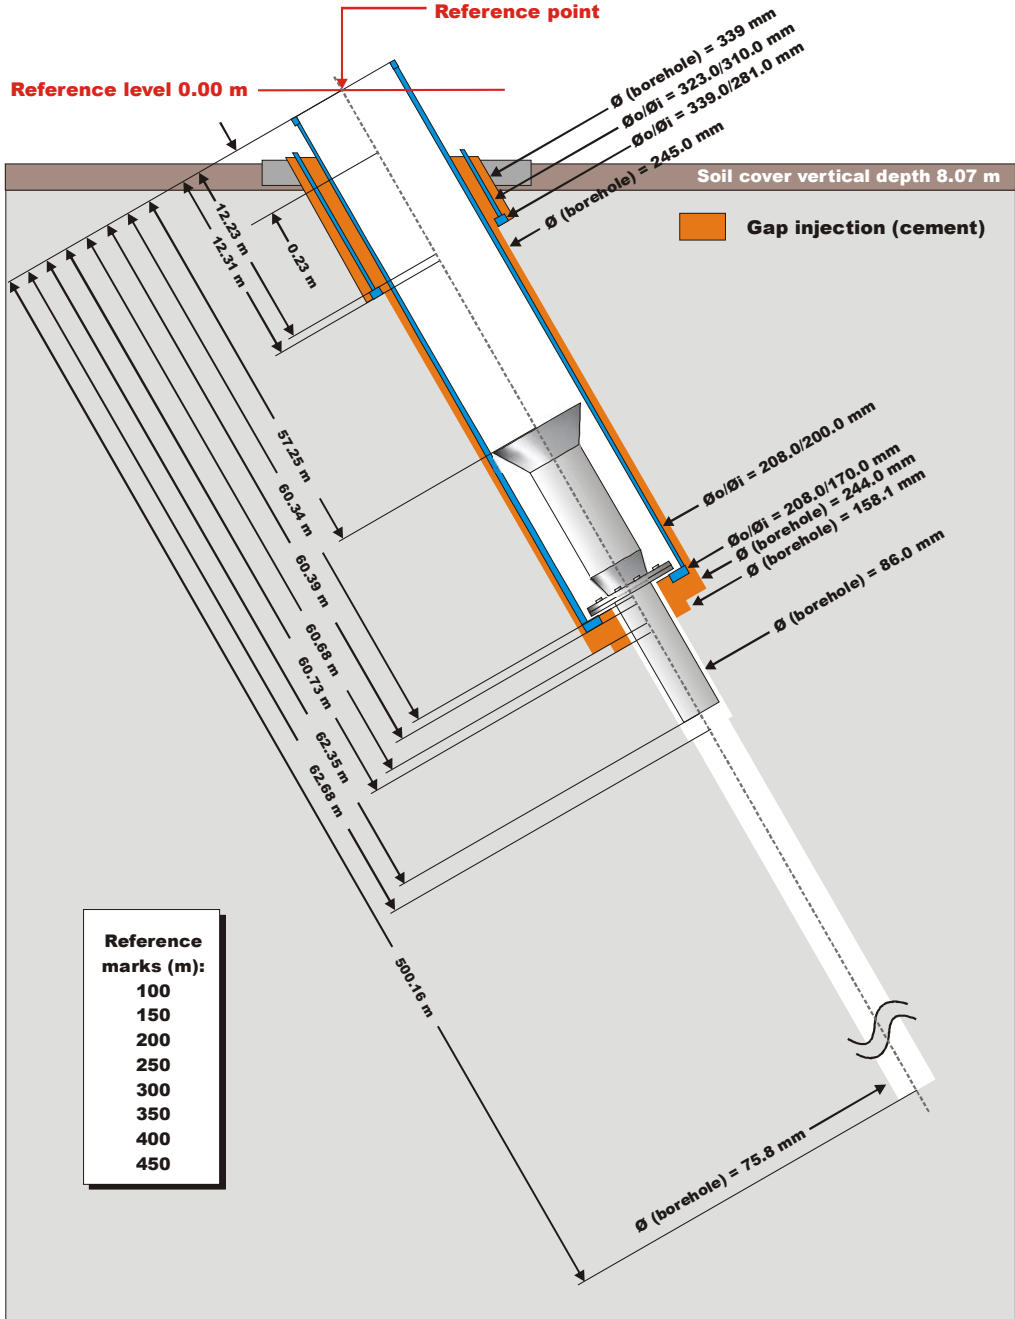 Reference point
Reference level 0.00 m
Ø (borehole) = 339 mm
Øo/Øi = 323.0/310.0 mm
Øo/Øi = 339.0/281.0 mm
Ø (borehole) = 245.0 mm
Soil cover vertical depth 8.07 m
Gap injection (cement)
12.23 m
12.31 m
0.23 m
57.25 m
60.34 m
60.39 m
60.68 m
60.73 m
62.35 m
62.68 m
500.16 m
Øo/Øi = 208.0/200.0 mm
Øo/Øi = 208.0/170.0 mm
Ø (borehole) = 244.0 mm
Ø (borehole) = 158.1 mm
Ø (borehole) = 86.0 mm
Reference
marks (m):
100
150
200
250
300
350
400
450
Ø (borehole) = 75.8 mm